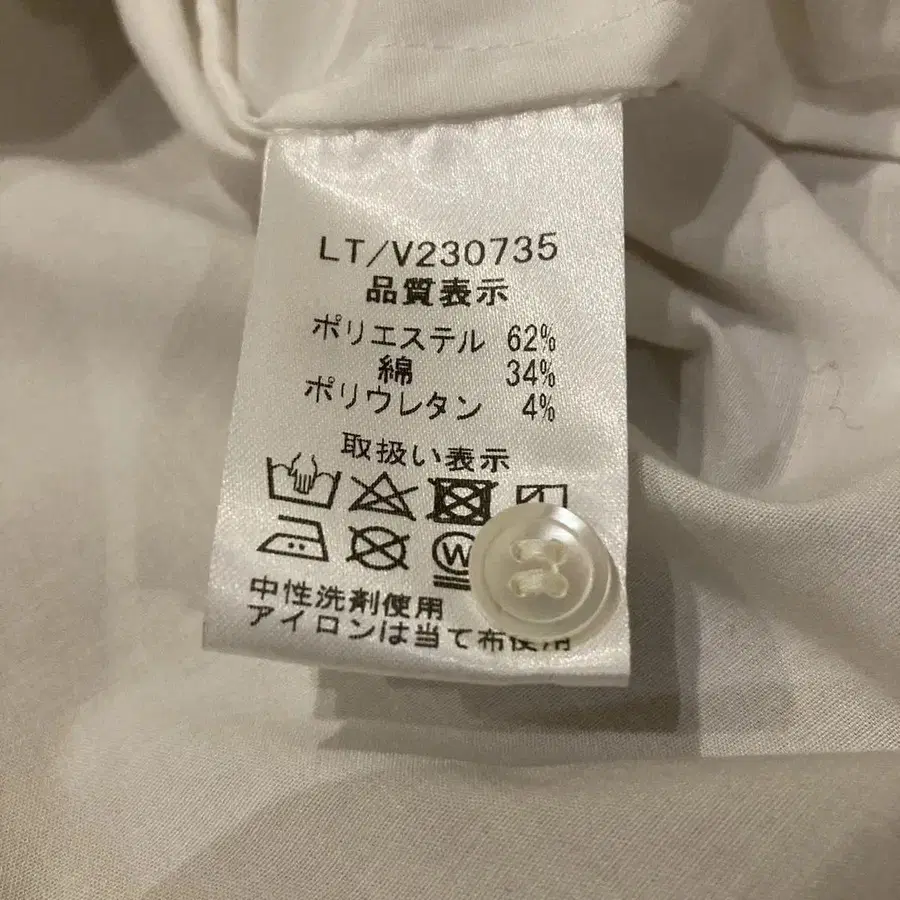 LT/V230735
品質表示
ポリエステル 62%
綿 34%
ポリウレタン 4%
取扱い表示
W
中性洗剤使用
アイロンは当て布使用